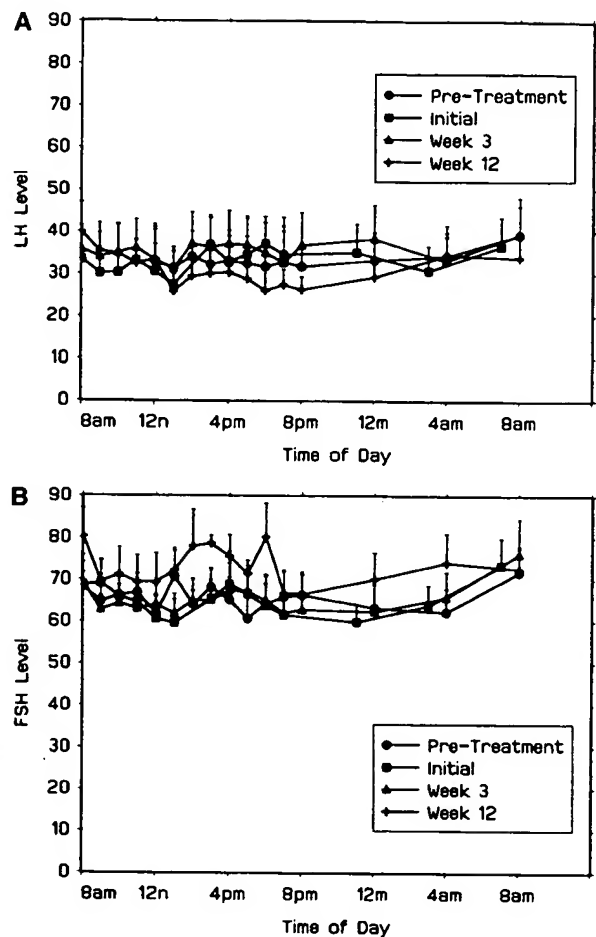 A
90
80
70
60
50
40
30
20
10
0
LH Level
Pre-Treatment
Initial
Week 3
Week 12
8am 12n 4pm 8pm 12m 4am 8am
Time of Day
B
90
80
70
60
50
40
30
20
10
0
FSH Level
Pre-Treatment
Initial
Week 3
Week 12
8am 12n 4pm 8pm 12m 4am 8am
Time of Day